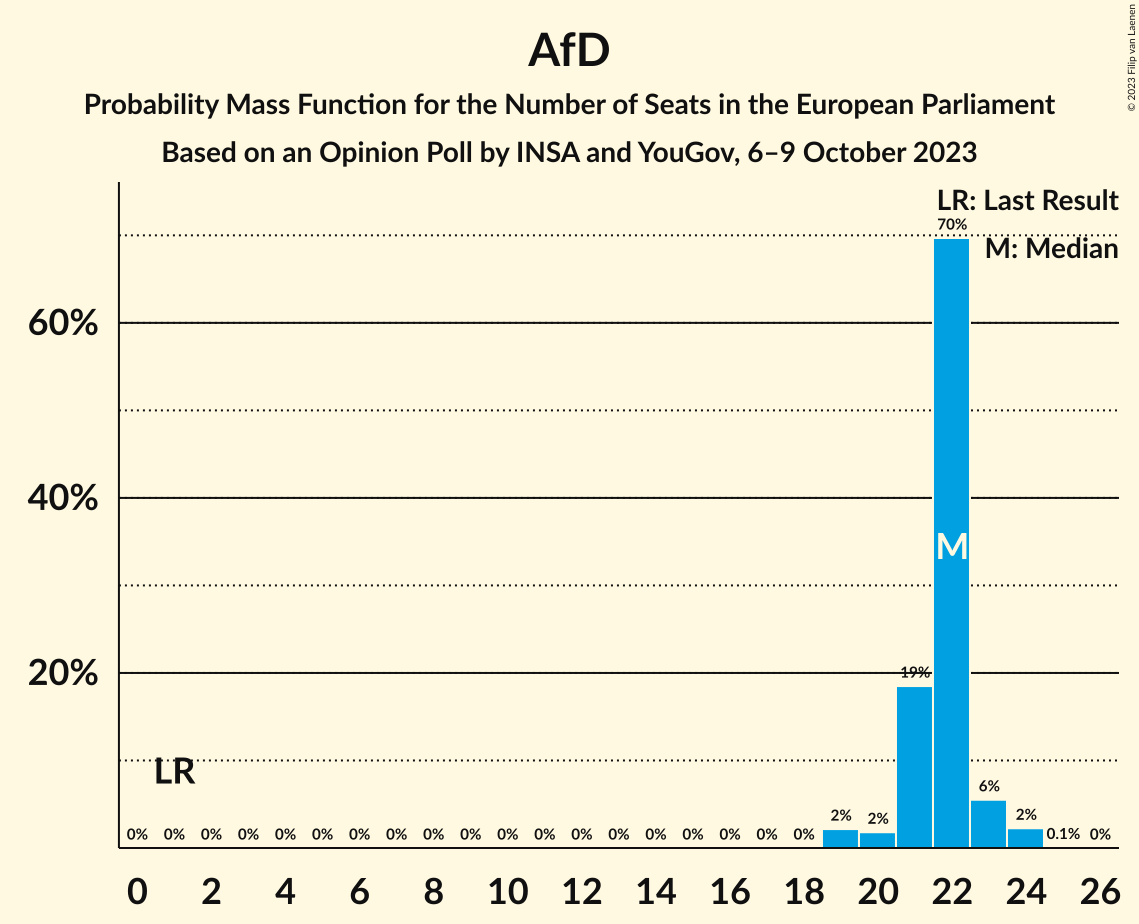 AfD
Probability Mass Function for the Number of Seats in the European Parliament
Based on an Opinion Poll by INSA and YouGov, 6–9 October 2023
© 2023 Filip van Laenen
LR: Last Result
M: Median
70%
60%
40%
M
20%
19%
LR
0% 0% 0% 0% 0% 0% 0% 0% 0% 0% 0% 0% 0% 0% 0% 0% 0% 0% 0% 2% 2% 6% 2% 0.1% 0%
0 2 4 6 8 10 12 14 16 18 20 22 24 26